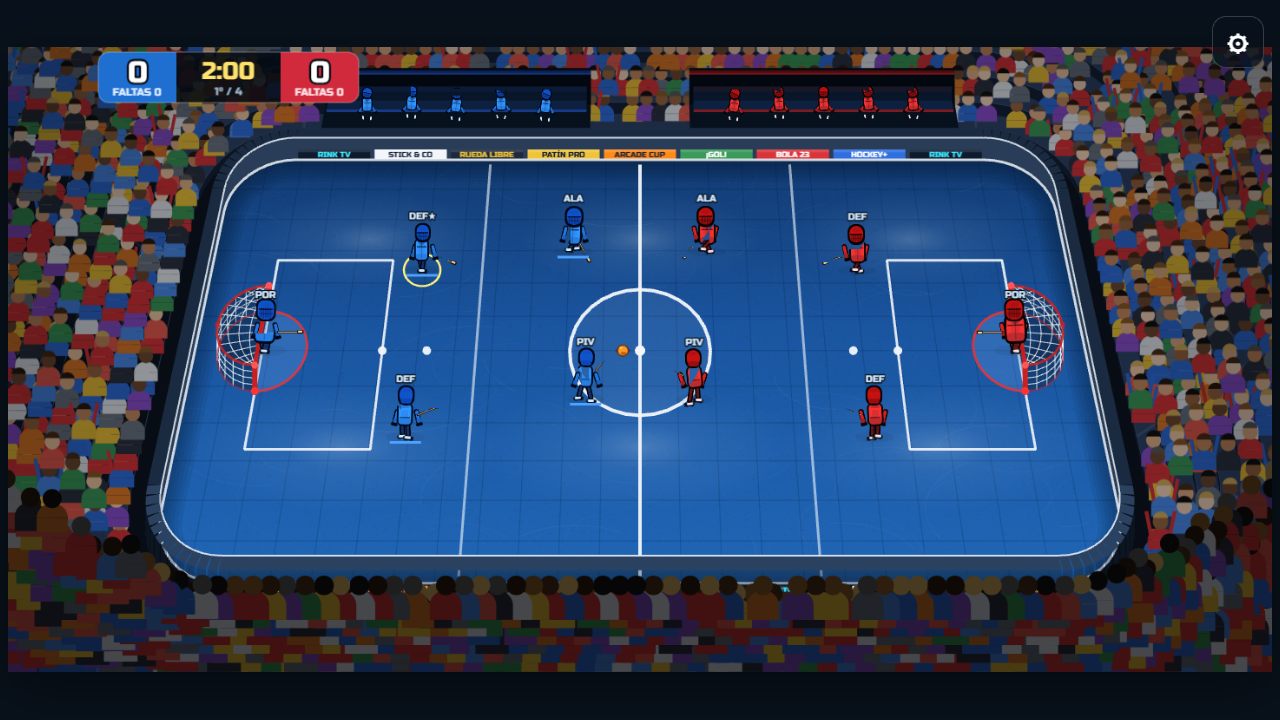 0 2:00 0
FALTAS 0 1º / 4 FALTAS 0
RINK TV STICK & CO RUEDA LIBRE PATÍN PRO ARCADE CUP ¡GOL! BOLA 23 HOCKEY+ RINK TV
ALA ALA
DEF★ DEF
POR POR
PIV PIV
DEF DEF